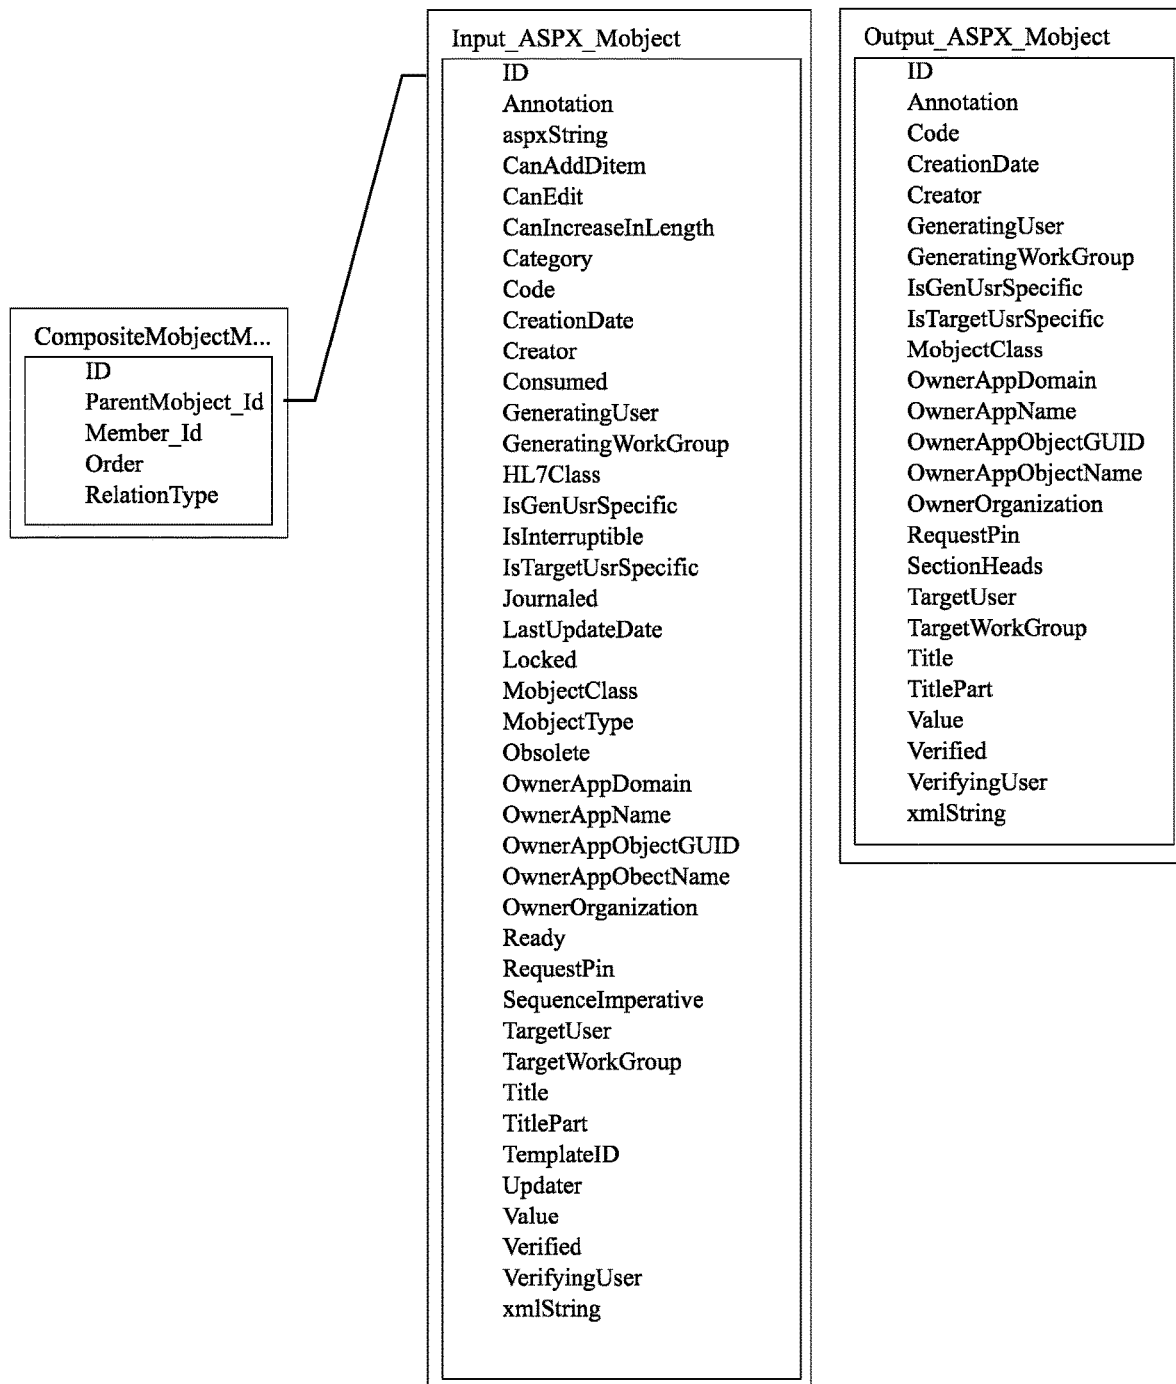 CompositeMobjectM...
ID
ParentMobject_Id
Member_Id
Order
RelationType
Input_ASPX_Mobject
ID
Annotation
aspxString
CanAddDitem
CanEdit
CanIncreaseInLength
Category
Code
CreationDate
Creator
Consumed
GeneratingUser
GeneratingWorkGroup
HL7Class
IsGenUsrSpecific
IsInterruptible
IsTargetUsrSpecific
Journaled
LastUpdateDate
Locked
MobjectClass
MobjectType
Obsolete
OwnerAppDomain
OwnerAppName
OwnerAppObjectGUID
OwnerAppObectName
OwnerOrganization
Ready
RequestPin
SequenceImperative
TargetUser
TargetWorkGroup
Title
TitlePart
TemplateID
Updater
Value
Verified
VerifyingUser
xmlString
Output_ASPX_Mobject
ID
Annotation
Code
CreationDate
Creator
GeneratingUser
GeneratingWorkGroup
IsGenUsrSpecific
IsTargetUsrSpecific
MobjectClass
OwnerAppDomain
OwnerAppName
OwnerAppObjectGUID
OwnerAppObjectName
OwnerOrganization
RequestPin
SectionHeads
TargetUser
TargetWorkGroup
Title
TitlePart
Value
Verified
VerifyingUser
xmlString